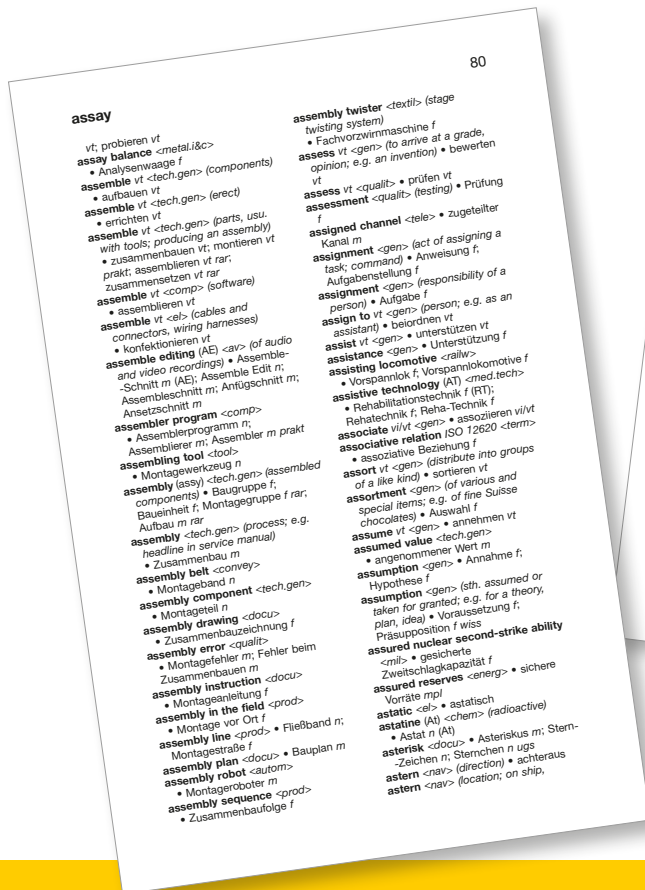 80
assay
vt; probieren vt
assay balance <metal.i&c>
• Analysenwaage f
assemble vt <tech.gen> (components)
• aufbauen vt
assemble vt <tech.gen> (erect)
• errichten vt
assemble vt <tech.gen> (parts, usu.
with tools; producing an assembly)
• zusammenbauen vt; montieren vt
prakt; assemblieren vt rar;
zusammensetzen vt rar
assemble vt <comp> (software)
• assemblieren vt
assemble vt <el> (cables and
connectors, wiring harnesses)
• konfektionieren vt
assemble editing (AE) <av> (of audio
and video recordings) • Assemble-
-Schnitt m (AE); Assemble Edit n;
Assembleschnitt m; Anfügschnitt m;
Ansetzschnitt m
assembler program <comp>
• Assemblerprogramm n;
Assemblierer m; Assembler m prakt
assembling tool <tool>
• Montagewerkzeug n
assembly (assy) <tech.gen> (assembled
components) • Baugruppe f;
Baueinheit f; Montagegruppe f rar;
Aufbau m rar
assembly <tech.gen> (process; e.g.
headline in service manual)
• Zusammenbau m
assembly belt <convey>
• Montageband n
assembly component <tech.gen>
• Montageteil n
assembly drawing <docu>
• Zusammenbauzeichnung f
assembly error <qualit>
• Montagefehler m; Fehler beim
Zusammenbauen m
assembly instruction <docu>
• Montageanleitung f
assembly in the field <prod>
• Montage vor Ort f
assembly line <prod> • Fließband n;
Montagestraße f
assembly plan <docu> • Bauplan m
assembly robot <autom>
• Montageroboter m
assembly sequence <prod>
• Zusammenbaufolge f
assembly twister <textil> (stage
twisting system)
• Fachvorzwirnmaschine f
assess vt <gen> (to arrive at a grade,
opinion; e.g. an invention) • bewerten
vt
assess vt <qualit> • prüfen vt
assessment <qualit> (testing) • Prüfung
f
assigned channel <tele> • zugeteilter
Kanal m
assignment <gen> (act of assigning a
task; command) • Anweisung f;
Aufgabenstellung f
assignment <gen> (responsibility of a
person) • Aufgabe f
assign to vt <gen> (person; e.g. as an
assistant) • beiordnen vt
assist vt <gen> • unterstützen vt
assistance <gen> • Unterstützung f
assisting locomotive <railw>
• Vorspannlok f; Vorspannlokomotive f
assistive technology (AT) <med.tech>
• Rehabilitationstechnik f (RT);
Rehatechnik f; Reha-Technik f
associate vi/vt <gen> • assoziieren vi/vt
associative relation ISO 12620 <term>
• assoziative Beziehung f
assort vt <gen> (distribute into groups
of a like kind) • sortieren vt
assortment <gen> (of various and
special items; e.g. of fine Suisse
chocolates) • Auswahl f
assume vt <gen> • annehmen vt
assumed value <tech.gen>
• angenommener Wert m
assumption <gen> • Annahme f;
Hypothese f
assumption <gen> (sth. assumed or
taken for granted; e.g. for a theory,
plan, idea) • Voraussetzung f;
Präsupposition f wiss
assured nuclear second-strike ability
<mil> • gesicherte
Zweitschlagkapazität f
assured reserves <energ> • sichere
Vorräte mpl
astatic <el> • astatisch
astatine (At) <chem> (radioactive)
• Astat n (At)
asterisk <docu> • Asteriskus m; Stern-
-Zeichen n; Sternchen n ugs
astern <nav> (direction) • achteraus
astern <nav> (location; on ship,